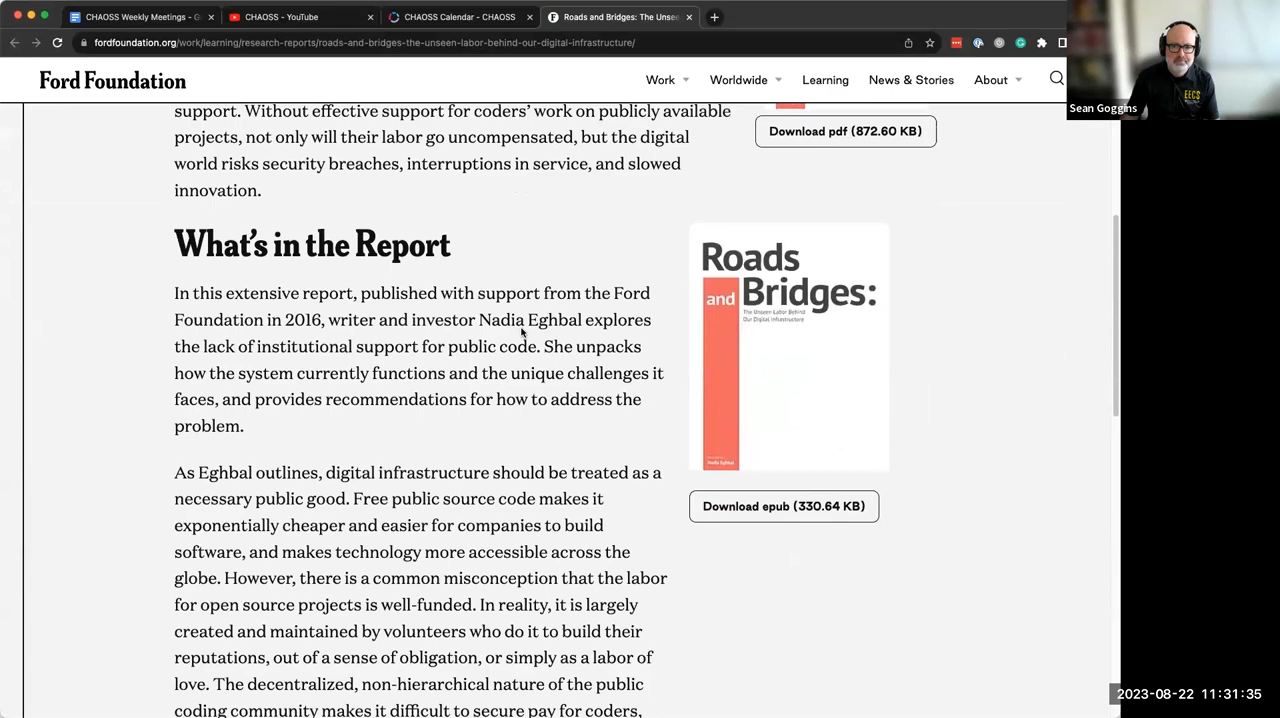 CHAOSS Weekly Meetings - G
CHAOSS - YouTube
CHAOSS Calendar - CHAOSS
Roads and Bridges: The Unsee
fordfoundation.org/work/learning/research-reports/roads-and-bridges-the-unseen-labor-behind-our-digital-infrastructure/
Ford Foundation
Work
Worldwide
Learning
News & Stories
About
Sean Goggins
EECS
support. Without effective support for coders’ work on publicly available
projects, not only will their labor go uncompensated, but the digital
world risks security breaches, interruptions in service, and slowed
innovation.
Download pdf (872.60 KB)
What’s in the Report
In this extensive report, published with support from the Ford
Foundation in 2016, writer and investor Nadia Eghbal explores
the lack of institutional support for public code. She unpacks
how the system currently functions and the unique challenges it
faces, and provides recommendations for how to address the
problem.
As Eghbal outlines, digital infrastructure should be treated as a
necessary public good. Free public source code makes it
exponentially cheaper and easier for companies to build
software, and makes technology more accessible across the
globe. However, there is a common misconception that the labor
for open source projects is well-funded. In reality, it is largely
created and maintained by volunteers who do it to build their
reputations, out of a sense of obligation, or simply as a labor of
love. The decentralized, non-hierarchical nature of the public
coding community makes it difficult to secure pay for coders,
Roads
and Bridges:
The Unseen Labor Behind
Our Digital Infrastructure
Nadia Eghbal
Download epub (330.64 KB)
2023-08-22 11:31:35